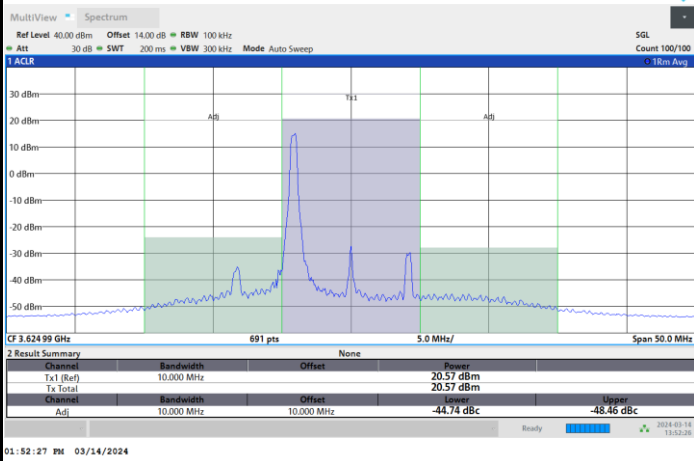 MultiView Spectrum
Ref Level 40.00 dBm Offset 14.00 dB RBW 100 kHz SGL
Att 30 dB SWT 200 ms VBW 300 kHz Mode Auto Sweep Count 100/100
1 ACLR 1Rm Avg
30 dBm
Tx1
20 dBm
Adj Adj
10 dBm
0 dBm
-10 dBm
-20 dBm
-30 dBm
-40 dBm
-50 dBm
CF 3.624 99 GHz 691 pts 5.0 MHz/ Span 50.0 MHz
2 Result Summary None
Channel Bandwidth Offset Power
Tx1 (Ref) 10.000 MHz 20.57 dBm
Tx Total 20.57 dBm
Channel Bandwidth Offset Lower Upper
Adj 10.000 MHz 10.000 MHz -44.74 dBc -48.46 dBc
Ready 2024-03-14
13:52:26
01:52:27 PM 03/14/2024